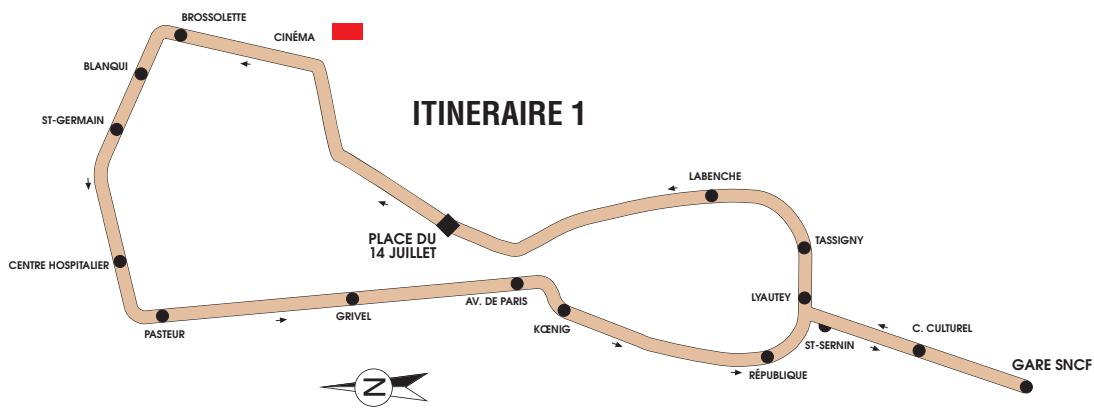 BROSSOLETTE
CINÉMA
BLANQUI
ITINERAIRE 1
ST-GERMAIN
LABENCHE
PLACE DU
14 JUILLET
TASSIGNY
CENTRE HOSPITALIER
LYAUTEY
AV. DE PARIS
GRIVEL
KŒNIG
PASTEUR
C. CULTUREL
ST-SERNIN
GARE SNCF
RÉPUBLIQUE
N